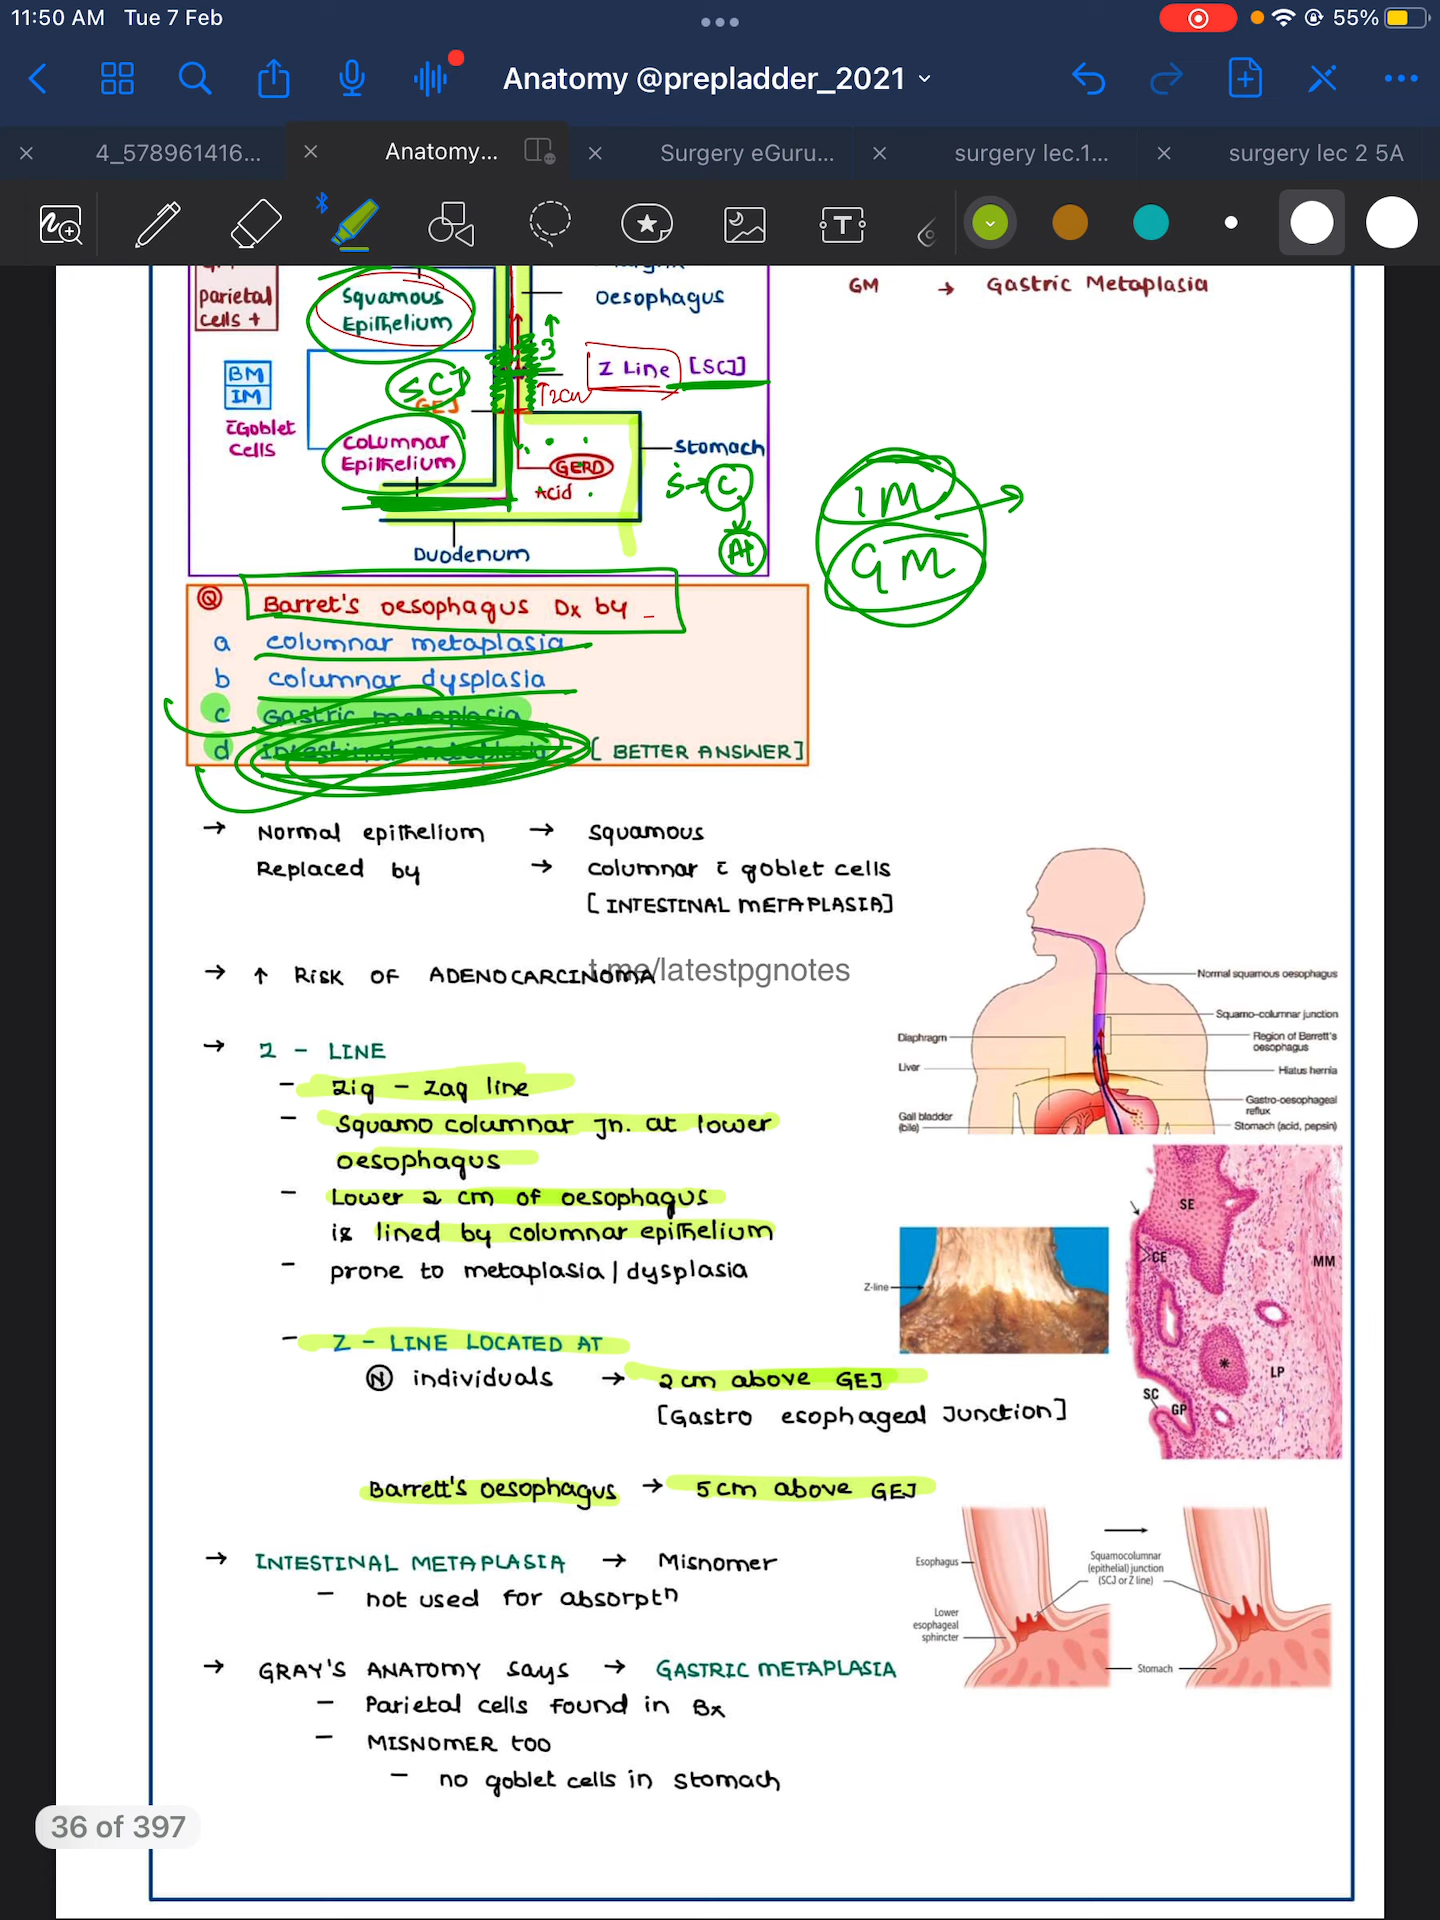 11:50 AM Tue 7 Feb
55%
Anatomy @prepladder_2021
4_578961416...
Anatomy...
Surgery eGuru...
surgery lec.1...
surgery lec 2 5A
parietal
cells +
Squamous
Epithelium
Oesophagus
GM → Gastric Metaplasia
BM
IM
SCJ
GEJ
3
Z Line [SCJ]
2cm
c̄ Goblet
cells
Columnar
Epithelium
GERD
Acid
Stomach
S → C
A
Duodenum
IM
GM
Q Barret's oesophagus Dx by _
a columnar metaplasia
b columnar dysplasia
c Gastric metaplasia
d Intestinal metaplasia [BETTER ANSWER]
→ Normal epithelium → Squamous
Replaced by → columnar c̄ goblet cells
[INTESTINAL METAPLASIA]
→ ↑ Risk OF ADENOCARCINOMA
t.me/latestpgnotes
→ Z - LINE
- Zig - zag line
- Squamo columnar Jn. at lower
oesophagus
- Lower 2 cm of oesophagus
is lined by columnar epithelium
- prone to metaplasia / dysplasia
- Z - LINE LOCATED AT
N individuals → 2 cm above GEJ
[Gastro esophageal Junction]
Barrett's oesophagus → 5 cm above GEJ
→ INTESTINAL METAPLASIA → Misnomer
- not used for absorptn
→ GRAY'S ANATOMY says → GASTRIC METAPLASIA
- Parietal cells found in Bx
- MISNOMER too
- no goblet cells in stomach
Normal squamous oesophagus
Squamo-columnar junction
Diaphragm
Region of Barrett's
oesophagus
Liver
Hiatus hernia
Gastro-oesophageal
reflux
Gall bladder
(bile)
Stomach (acid, pepsin)
Z-line
SE
CE
MM
*
LP
SC
GP
Esophagus
Squamocolumnar
(epithelial) junction
(SCJ or Z line)
Lower
esophageal
sphincter
Stomach
36 of 397